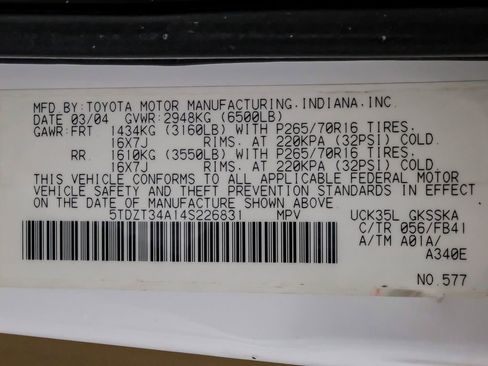 MFD.BY:TOYOTA MOTOR MANUFACTURING.INDIANA,INC.
DATE 03/04 GVWR:2948KG (6500LB)
GAWR:FRT 1434KG (3160LB) WITH P265/70R16 TIRES.
16X7J RIMS. AT 220KPA (32PSI) COLD.
RR 1610KG (3550LB) WITH P265/70R16 TIRES.
16X7J RIMS. AT 220KPA (32PSI) COLD.
THIS VEHICLE CONFORMS TO ALL APPLICABLE FEDERAL MOTOR
VEHICLE SAFETY AND THEFT PREVENTION STANDARDS IN EFFECT
ON THE DATE OF MANUFACTURE SHOWN ABOVE
5TDZT34A14S226831 MPV UCK35L GKSSKA
C/TR 056/FB41
A/TM A01A/
A340E
NO.577